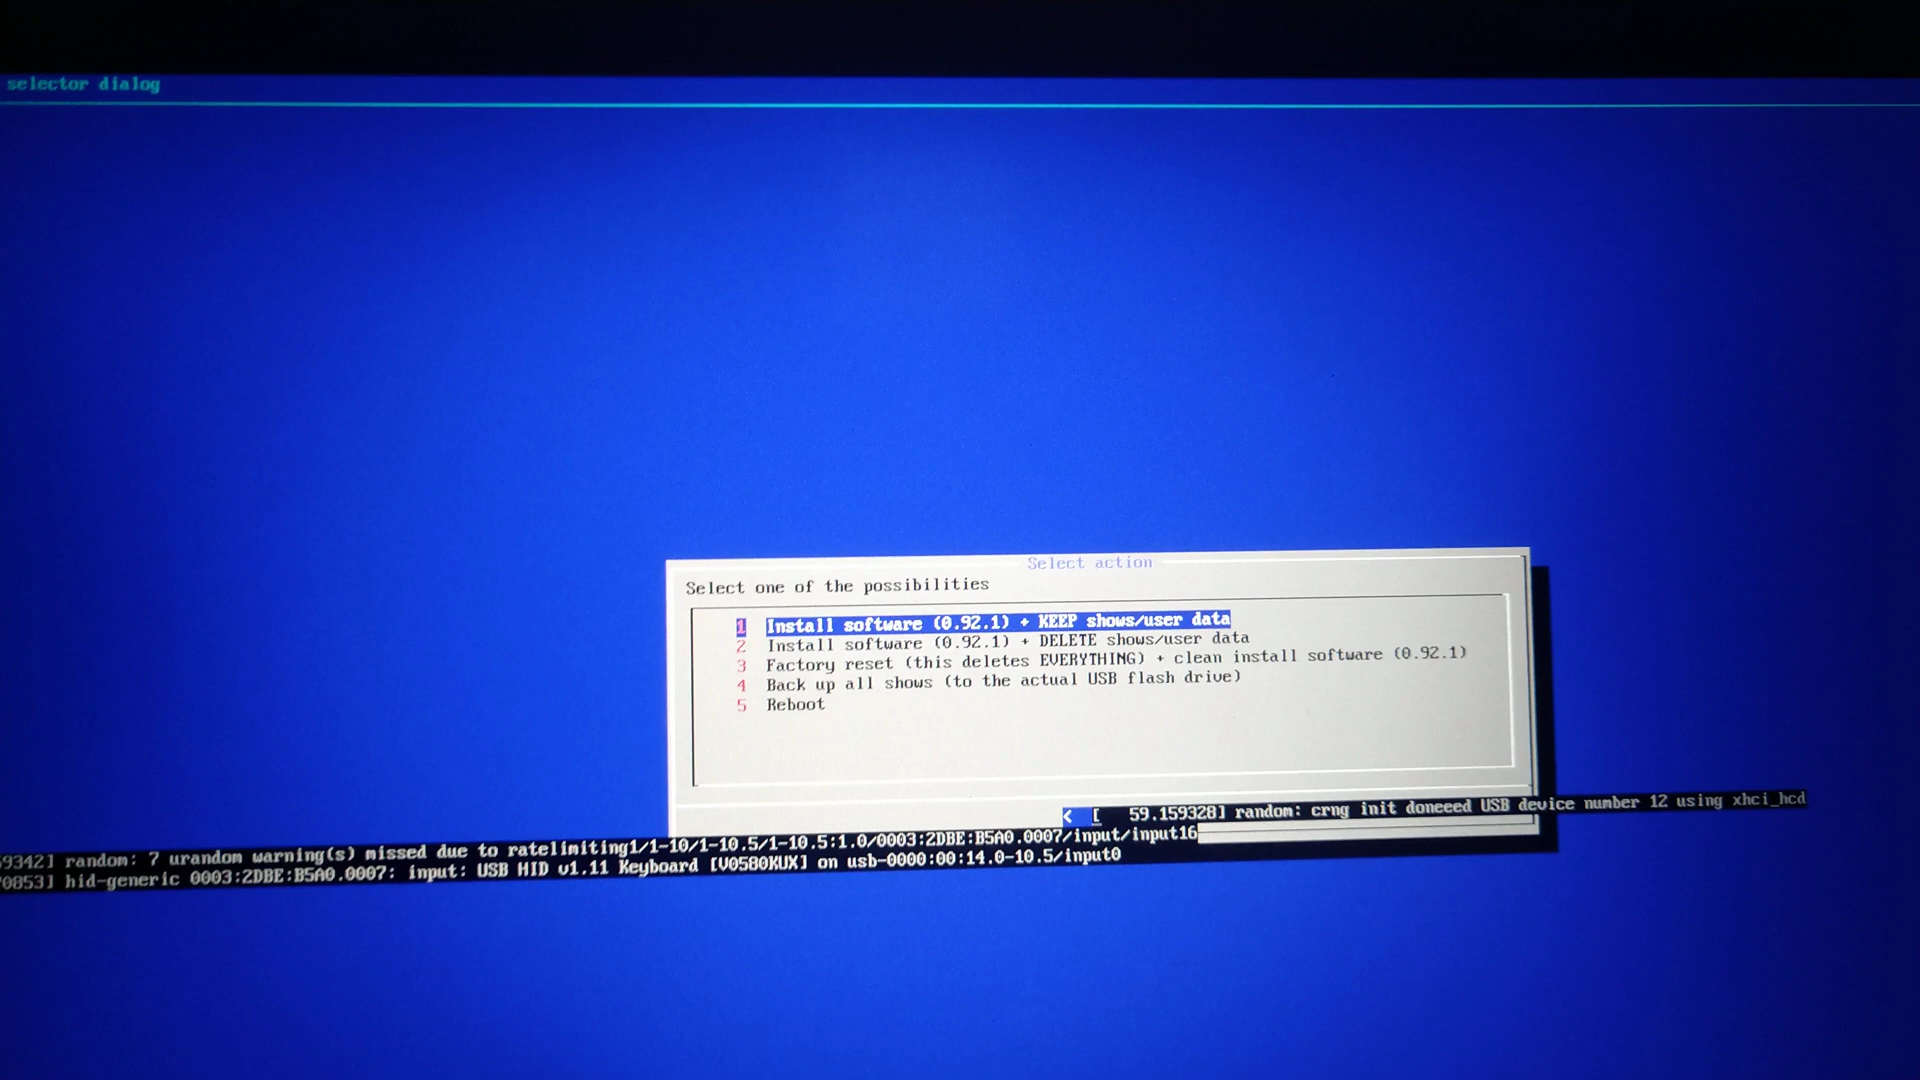 selector dialog
Select action
Select one of the possibilities
1 Install software (0.92.1) + KEEP shows/user data
2 Install software (0.92.1) + DELETE shows/user data
3 Factory reset (this deletes EVERYTHING) + clean install software (0.92.1)
4 Back up all shows (to the actual USB flash drive)
5 Reboot
< [ 59.159328] random: crng init doneeed USB device number 12 using xhci_hcd
59342] random: 7 urandom warning(s) missed due to ratelimiting1/1-10/1-10.5/1-10.5:1.0/0003:2DBE:B5A0.0007/input/input16
0853] hid-generic 0003:2DBE:B5A0.0007: input: USB HID v1.11 Keyboard [V0580KUX] on usb-0000:00:14.0-10.5/input0